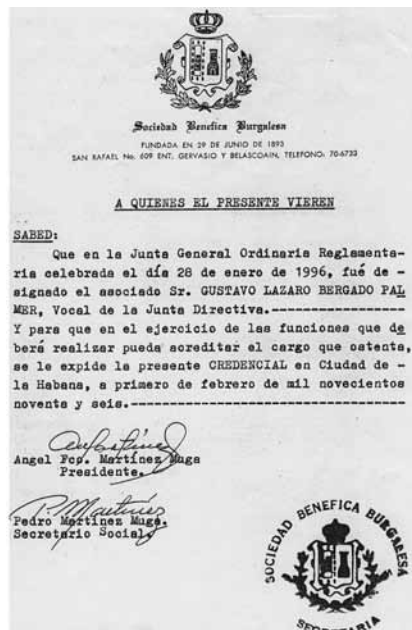 Sociedad Benefica Burgalesa
FUNDADA EN 29 DE JUNIO DE 1893
SAN RAFAEL No. 609 ENT. GERVASIO Y BELASCOAIN, TELEFONO: 70-6733
A QUIENES EL PRESENTE VIEREN
SABED:
Que en la Junta General Ordinaria Reglamenta-
ria celebrada el día 28 de enero de 1996, fué de-
signado el asociado Sr. GUSTAVO LAZARO BERGADO PAL
MER, Vocal de la Junta Directiva.-----------------
Y para que en el ejercicio de las funciones que de
berá realizar pueda acreditar el cargo que ostenta,
se le expide la presente CREDENCIAL en Ciudad de -
la Habana, a primero de febrero de mil novecientos
noventa y seis.-----------------------------------
Angel Fco. Martínez Muga
Presidente.
P. Martinez
Pedro Martínez Muga.
Secretario Social.
SOCIEDAD BENEFICA BURGALESA
SECRETARIA